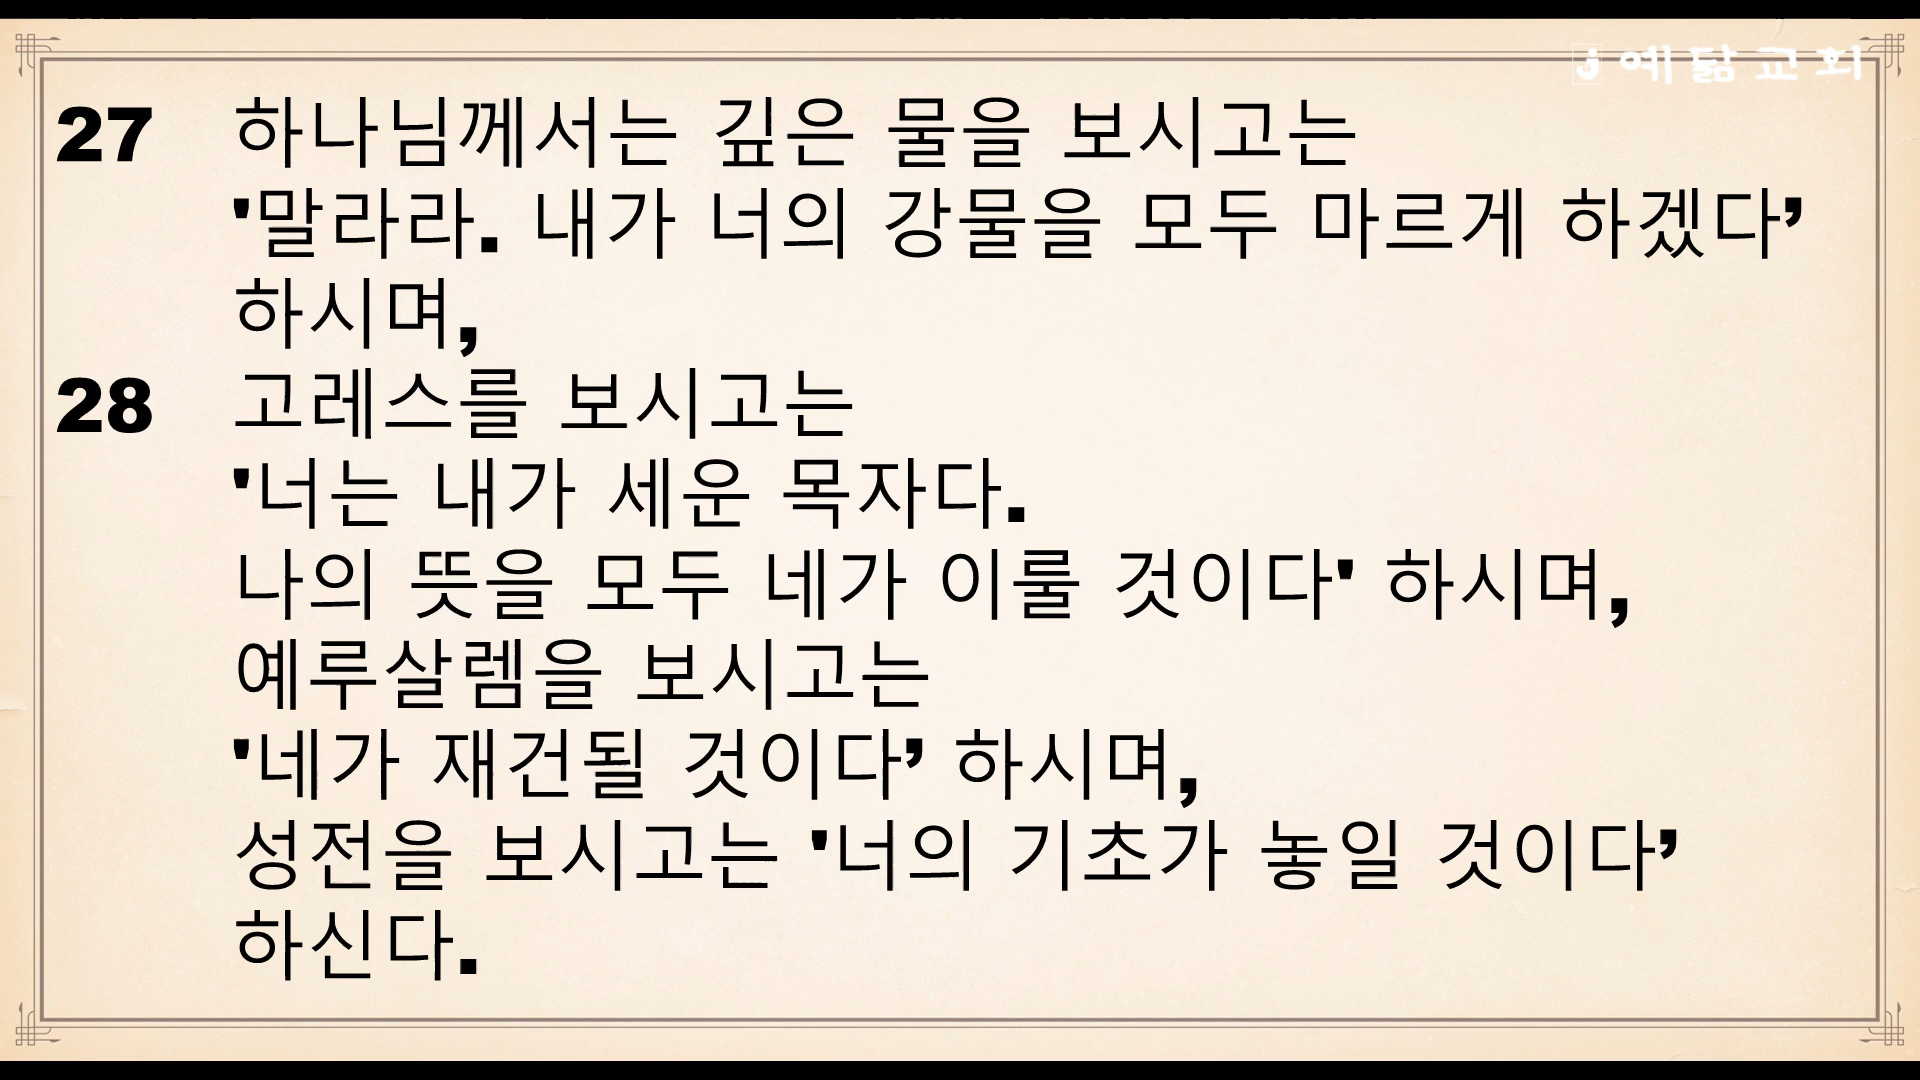 예닮교회
27 하나님께서는 깊은 물을 보시고는
'말라라. 내가 너의 강물을 모두 마르게 하겠다’
하시며,
28 고레스를 보시고는
'너는 내가 세운 목자다.
나의 뜻을 모두 네가 이룰 것이다' 하시며,
예루살렘을 보시고는
'네가 재건될 것이다’ 하시며,
성전을 보시고는 '너의 기초가 놓일 것이다’
하신다.